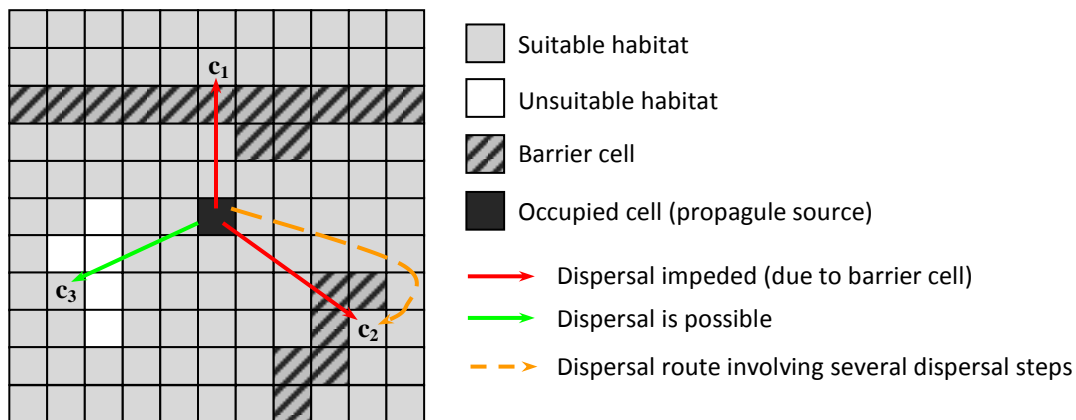 c₁
c₃
c₂
Suitable habitat
Unsuitable habitat
Barrier cell
Occupied cell (propagule source)
Dispersal impeded (due to barrier cell)
Dispersal is possible
Dispersal route involving several dispersal steps